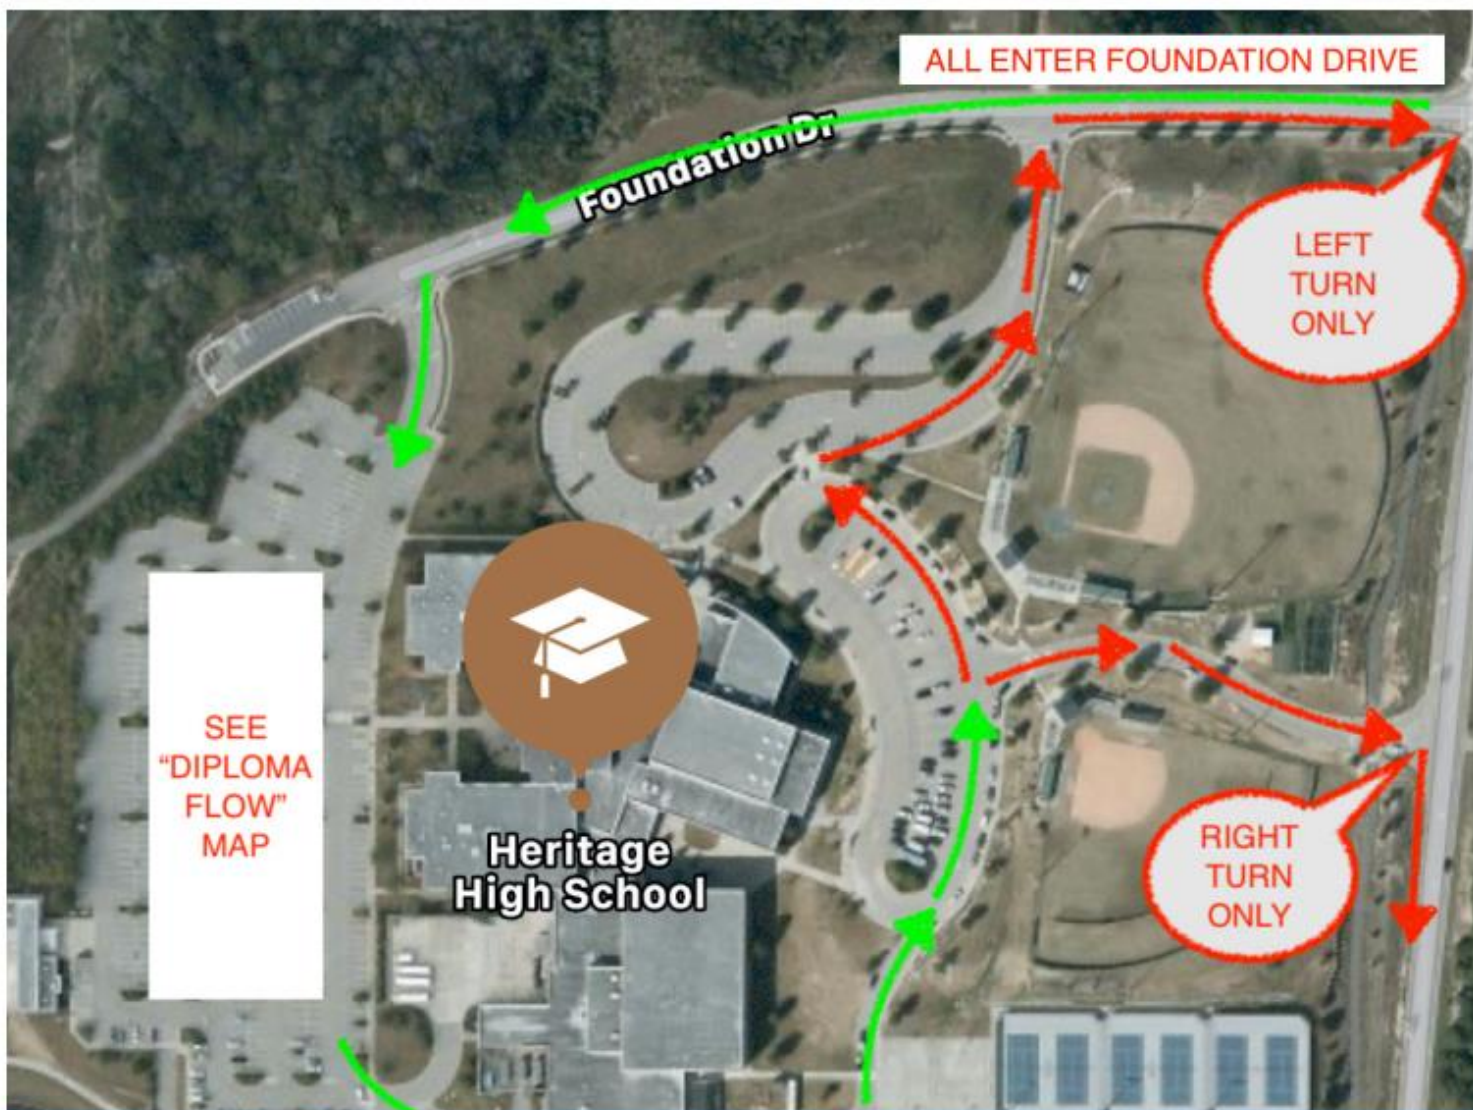 ALL ENTER FOUNDATION DRIVE
Foundation Dr
LEFT
TURN
ONLY
SEE
“DIPLOMA
FLOW”
MAP
Heritage
High School
RIGHT
TURN
ONLY